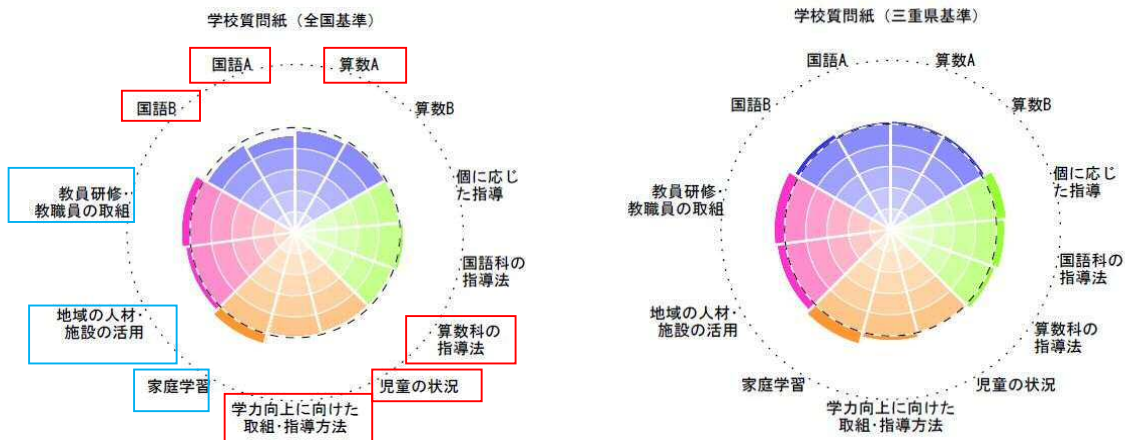 学校質問紙（全国基準）
国語A
算数A
国語B
算数B
教員研修・
教職員の取組
個に応じ
た指導
国語科の
指導法
地域の人材・
施設の活用
算数科の
指導法
家庭学習
児童の状況
学力向上に向けた
取組・指導方法
学校質問紙（三重県基準）
国語A
算数A
国語B
算数B
教員研修・
教職員の取組
個に応じ
た指導
国語科の
指導法
地域の人材・
施設の活用
算数科の
指導法
家庭学習
児童の状況
学力向上に向けた
取組・指導方法